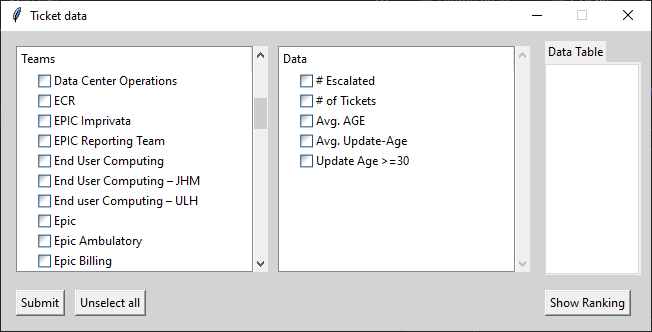 Ticket data
Teams
Data Center Operations
ECR
EPIC Imprivata
EPIC Reporting Team
End User Computing
End User Computing – JHM
End user Computing – ULH
Epic
Epic Ambulatory
Epic Billing
Data
# Escalated
# of Tickets
Avg. AGE
Avg. Update-Age
Update Age >=30
Data Table
Submit
Unselect all
Show Ranking